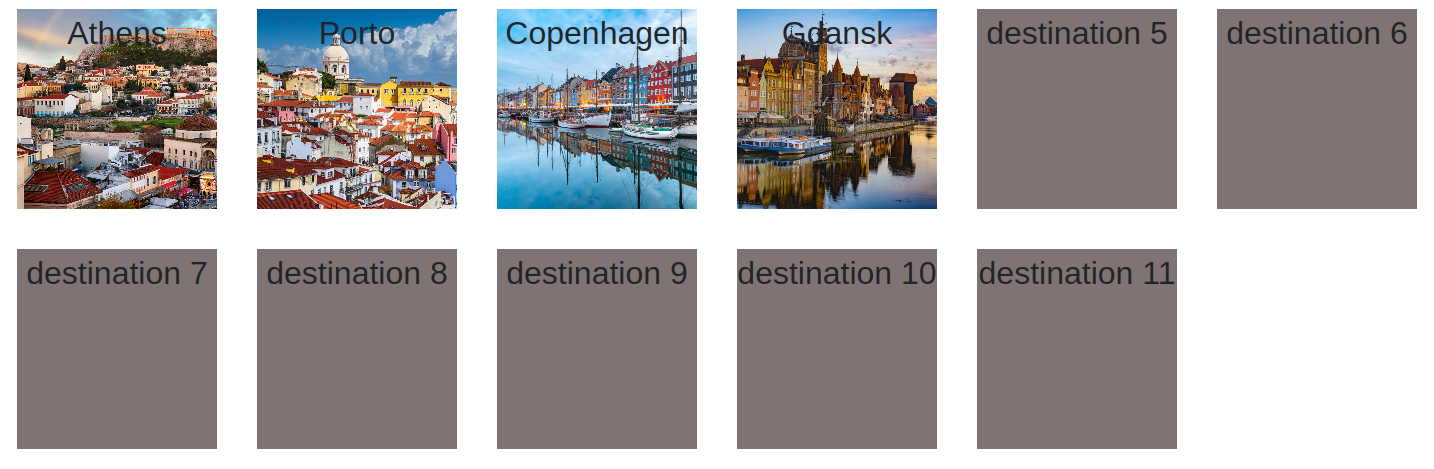 Athens
Porto
Copenhagen
Gdansk
destination 5
destination 6
destination 7
destination 8
destination 9
destination 10
destination 11